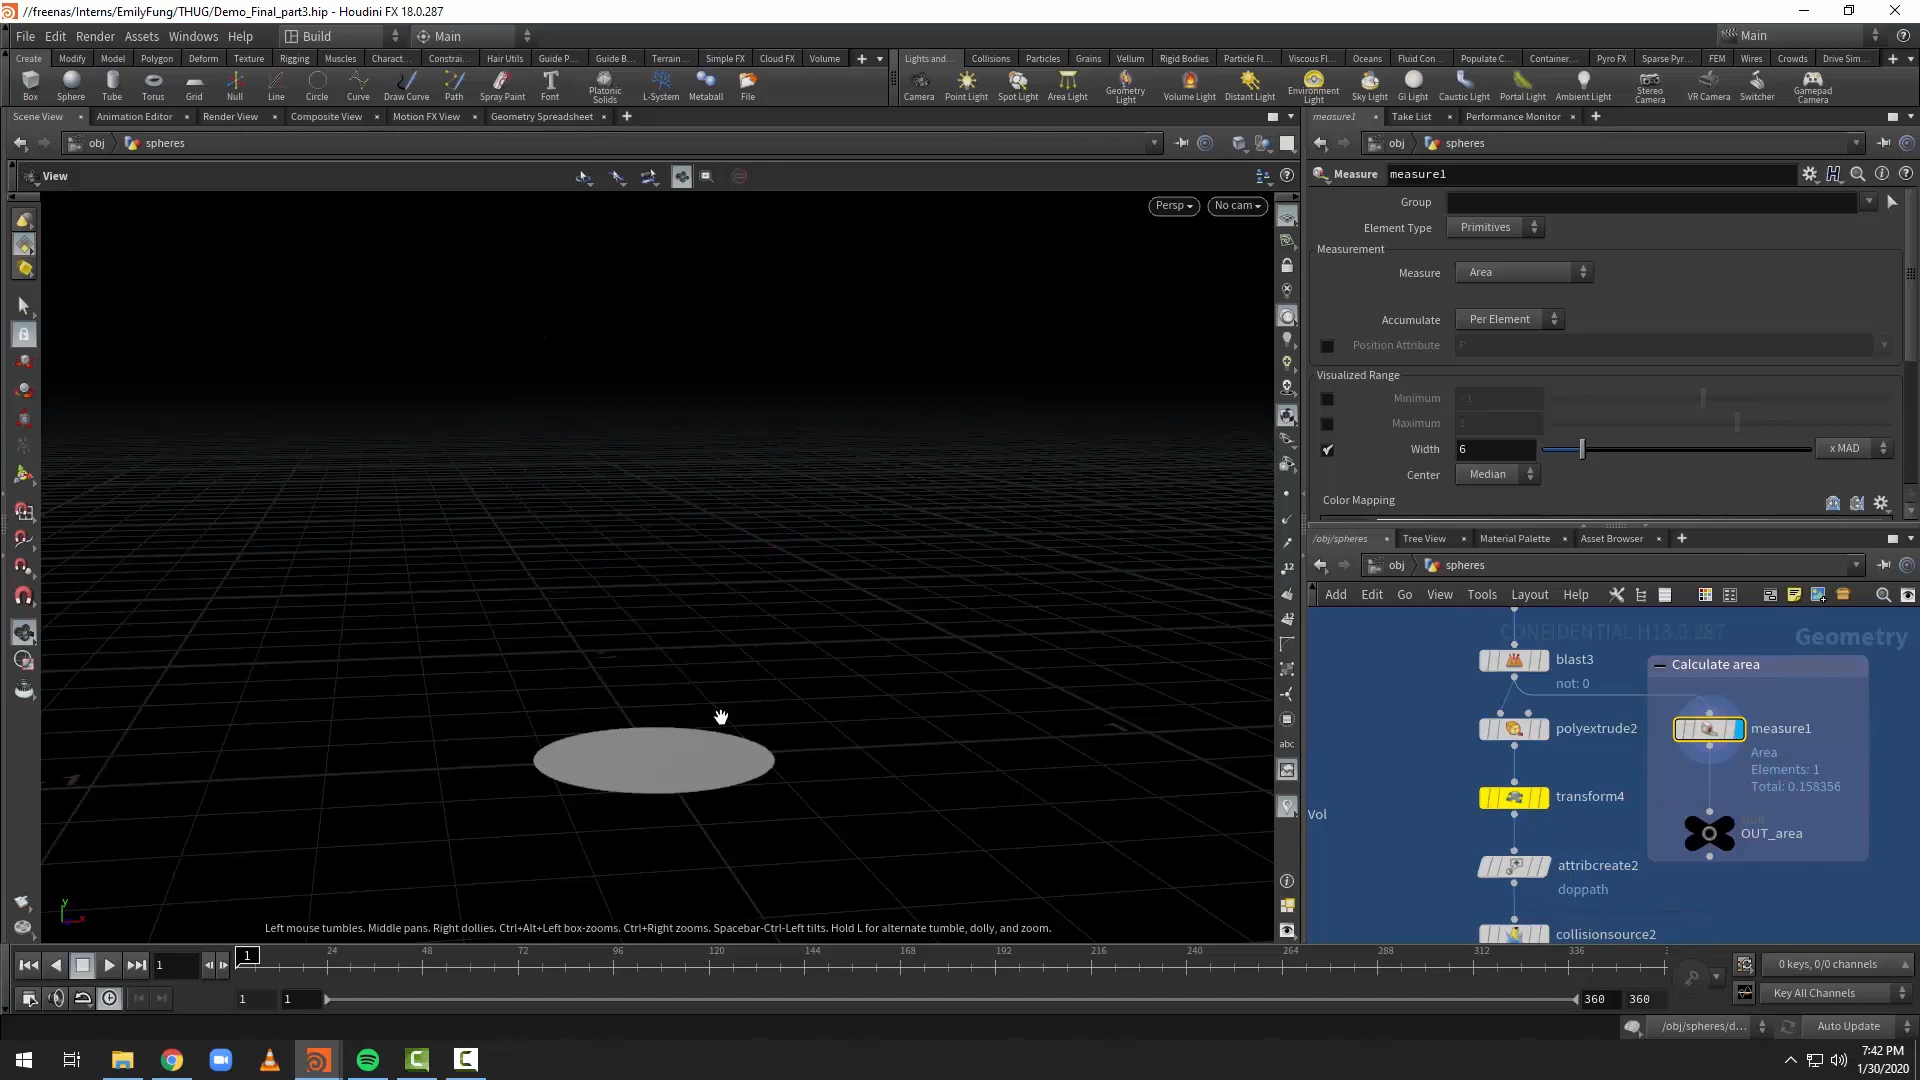 //freenas/Interns/EmilyFung/THUG/Demo_Final_part3.hip - Houdini FX 18.0.287
File Edit Render Assets Windows Help Build Main Main
Create Modify Model Polygon Deform Texture Rigging Muscles Charact... Constrai... Hair Utils Guide P... Guide B... Terrain... Simple FX Cloud FX Volume
Lights and... Collisions Particles Grains Vellum Rigid Bodies Particle Fl... Viscous Fl... Oceans Fluid Con... Populate C... Container... Pyro FX Sparse Pyr... FEM Wires Crowds Drive Sim...
Box Sphere Tube Torus Grid Null Line Circle Curve Draw Curve Path Spray Paint Font Platonic Solids L-System Metaball File
Camera Point Light Spot Light Area Light Geometry Light Volume Light Distant Light Environment Light Sky Light GI Light Caustic Light Portal Light Ambient Light Stereo Camera VR Camera Switcher Gamepad Camera
Scene View Animation Editor Render View Composite View Motion FX View Geometry Spreadsheet
obj spheres
View
Persp No cam
measure1 Take List Performance Monitor
obj spheres
Measure measure1
Group
Element Type Primitives
Measurement
Measure Area
Accumulate Per Element
Position Attribute P
Visualized Range
Minimum -1
Maximum 1
Width 6 x MAD
Center Median
Color Mapping
/obj/spheres Tree View Material Palette Asset Browser
obj spheres
Add Edit Go View Tools Layout Help
CONFIDENTIAL H18.0.287
Geometry
blast3
not: 0
Calculate area
polyextrude2
measure1
Area
Elements: 1
Total: 0.158356
transform4
Vol
OUT_area
attribcreate2
doppath
collisionsource2
12
abc
y
x
Left mouse tumbles. Middle pans. Right dollies. Ctrl+Alt+Left box-zooms. Ctrl+Right zooms. Spacebar-Ctrl-Left tilts. Hold L for alternate tumble, dolly, and zoom.
1 1 24 48 72 96 120 144 168 192 216 240 264 288 312 336
0 keys, 0/0 channels
1 1 360 360
Key All Channels
/obj/spheres/d... Auto Update
7:42 PM
1/30/2020